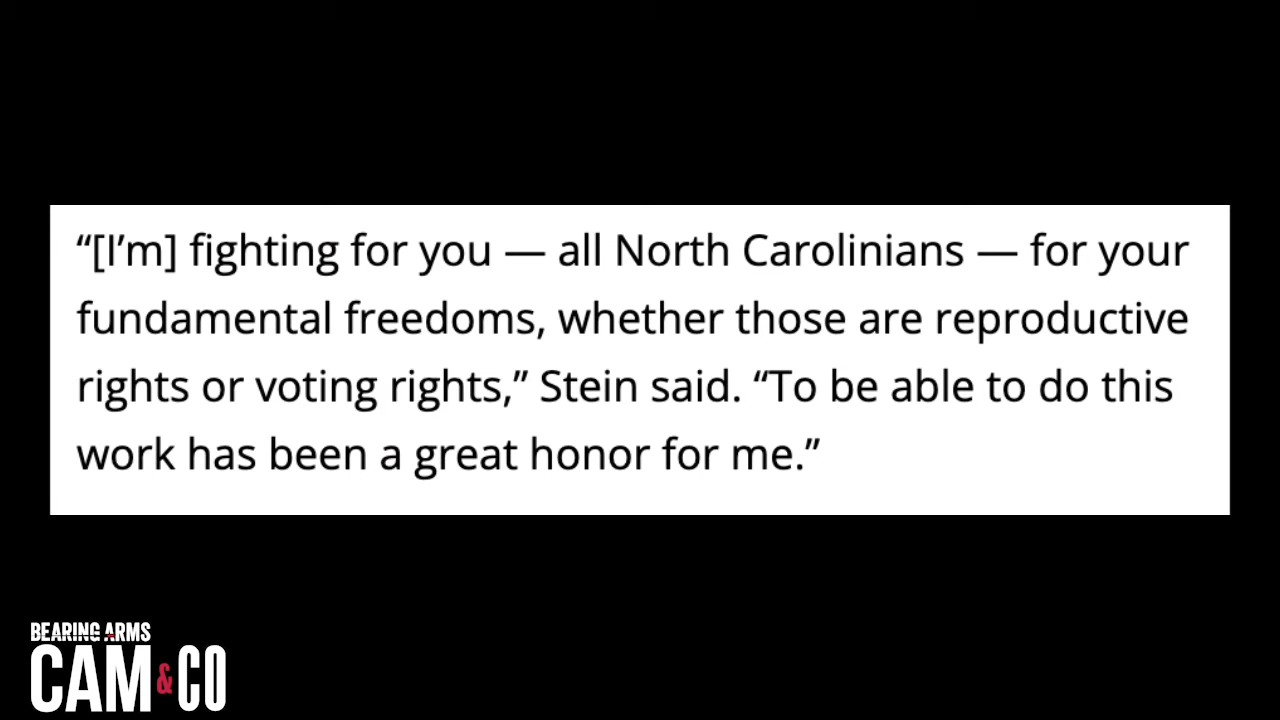 “[I’m] fighting for you — all North Carolinians — for your
fundamental freedoms, whether those are reproductive
rights or voting rights,” Stein said. “To be able to do this
work has been a great honor for me.”
BEARING ARMS
CAM & CO